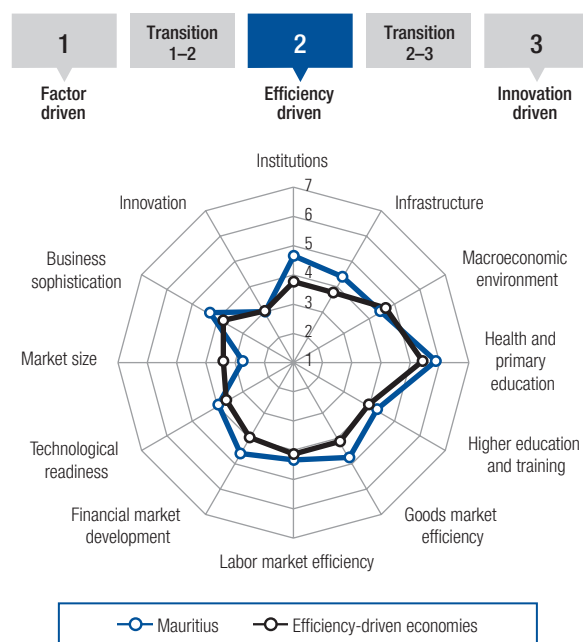 1
Transition
1–2
2
Transition
2–3
3
Factor
driven
Efficiency
driven
Innovation
driven
Institutions
Infrastructure
Macroeconomic
environment
Health and
primary
education
Higher education
and training
Goods market
efficiency
Labor market efficiency
Financial market
development
Technological
readiness
Market size
Business
sophistication
Innovation
7
6
5
4
3
2
1
Mauritius
Efficiency-driven economies